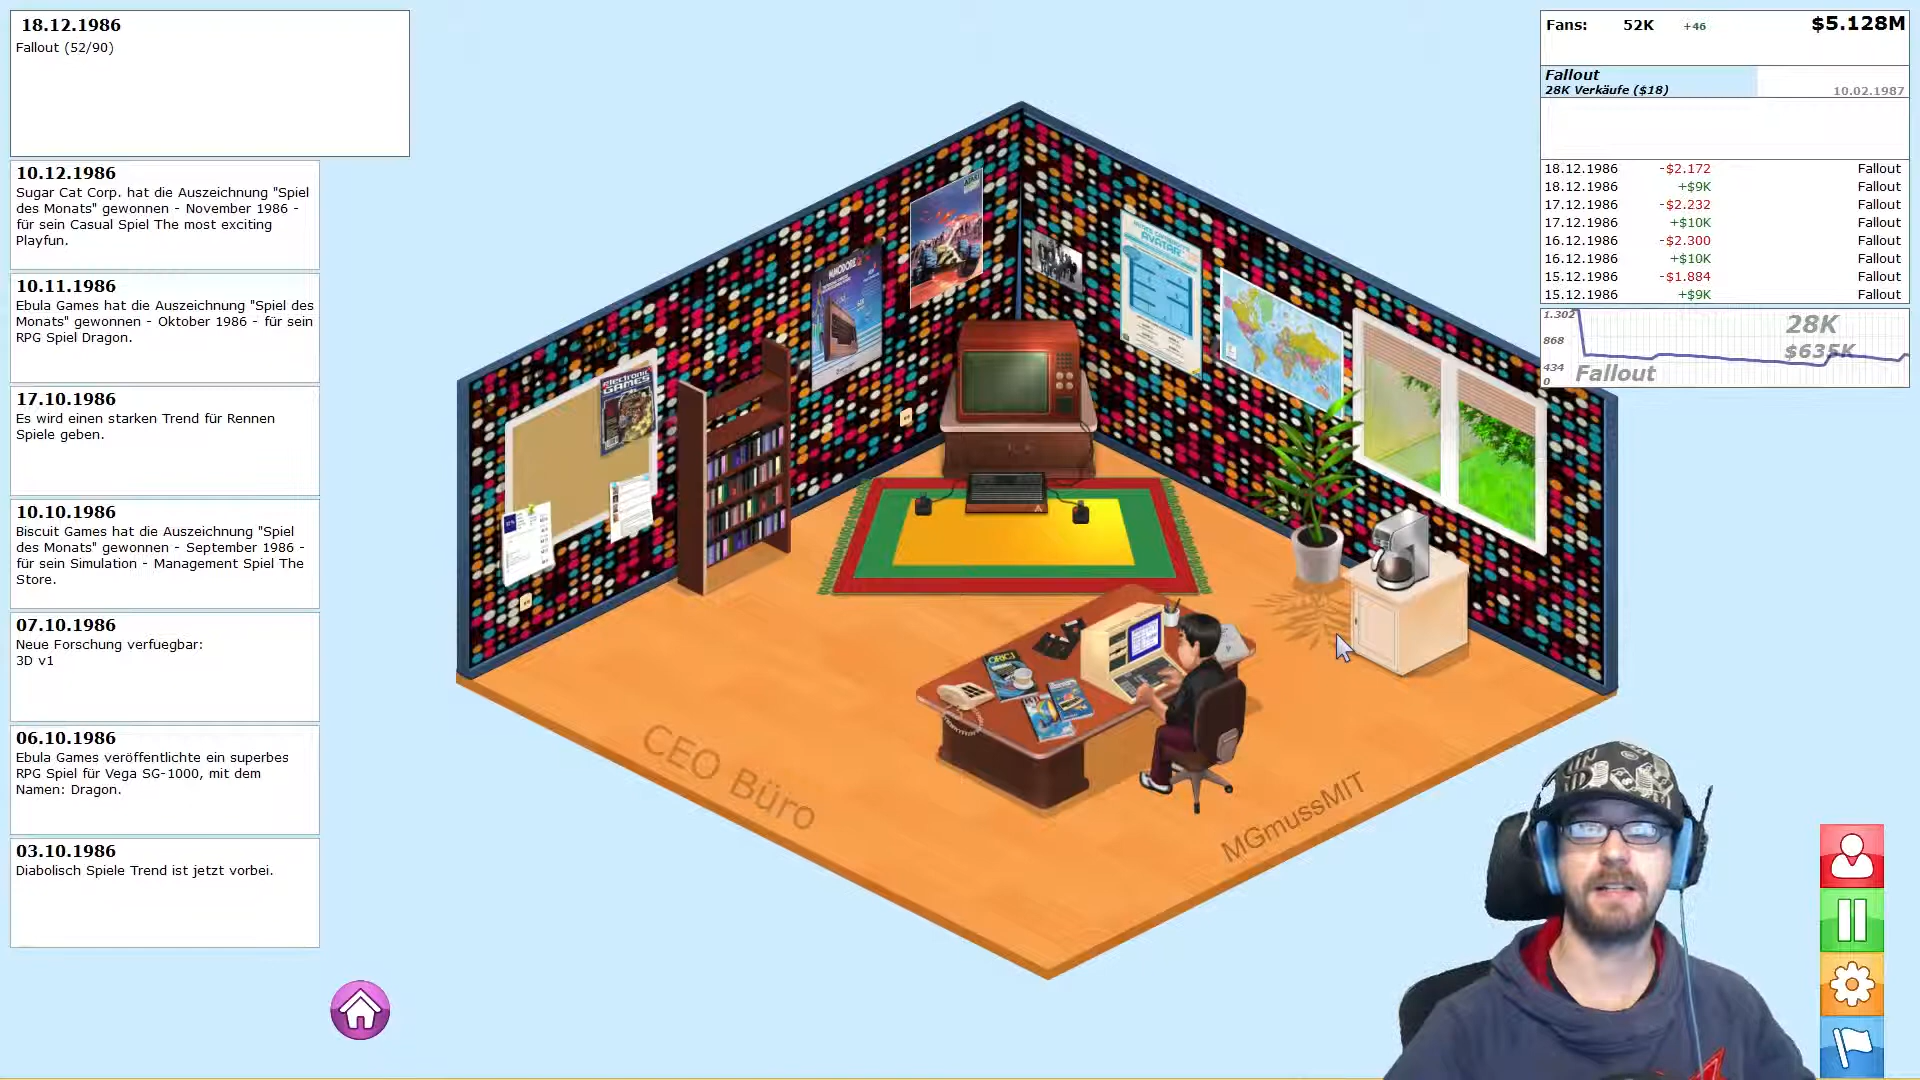 18.12.1986
Fallout (52/90)
10.12.1986
Sugar Cat Corp. hat die Auszeichnung "Spiel
des Monats" gewonnen - November 1986 -
für sein Casual Spiel The most exciting
Playfun.
10.11.1986
Ebula Games hat die Auszeichnung "Spiel des
Monats" gewonnen - Oktober 1986 - für sein
RPG Spiel Dragon.
17.10.1986
Es wird einen starken Trend für Rennen
Spiele geben.
10.10.1986
Biscuit Games hat die Auszeichnung "Spiel
des Monats" gewonnen - September 1986 -
für sein Simulation - Management Spiel The
Store.
07.10.1986
Neue Forschung verfuegbar:
3D v1
06.10.1986
Ebula Games veröffentlichte ein superbes
RPG Spiel für Vega SG-1000, mit dem
Namen: Dragon.
03.10.1986
Diabolisch Spiele Trend ist jetzt vorbei.
electronic
GAMES
AVATAR
ORIC-1
CEO Büro
MGmussMIT
Fans: 52K +46 $5.128M
Fallout
28K Verkäufe ($18) 10.02.1987
18.12.1986 -$2.172 Fallout
18.12.1986 +$9K Fallout
17.12.1986 -$2.232 Fallout
17.12.1986 +$10K Fallout
16.12.1986 -$2.300 Fallout
16.12.1986 +$10K Fallout
15.12.1986 -$1.884 Fallout
15.12.1986 +$9K Fallout
1.302
868
434
0
28K
$635K
Fallout